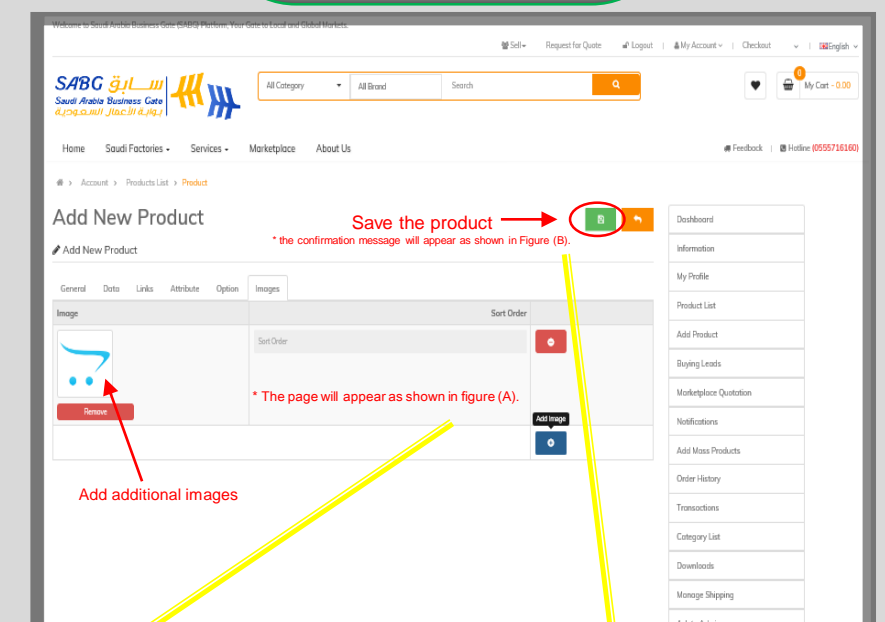 Welcome to Saudi Arabia Business Gate (SABG) Platform, Your Gate to Local and Global Markets.
Sell Request for Quote Logout | My Account | Checkout | English
SABG سابق
Saudi Arabia Business Gate
بوابة الأعمال السعودية
All Category All Brand Search
0
My Cart - 0.00
Home Saudi Factories Services Marketplace About Us
Feedback | Hotline (0555716160)
Account > Products List > Product
Add New Product
Save the product
* the confirmation message will appear as shown in Figure (B).
Add New Product
General Data Links Attribute Option Images
Image Sort Order
Sort Order
* The page will appear as shown in figure (A).
Remove
Add Image
Add additional images
Dashboard
Information
My Profile
Product List
Add Product
Buying Leads
Marketplace Quotation
Notifications
Add Mass Products
Order History
Transactions
Category List
Downloads
Manage Shipping